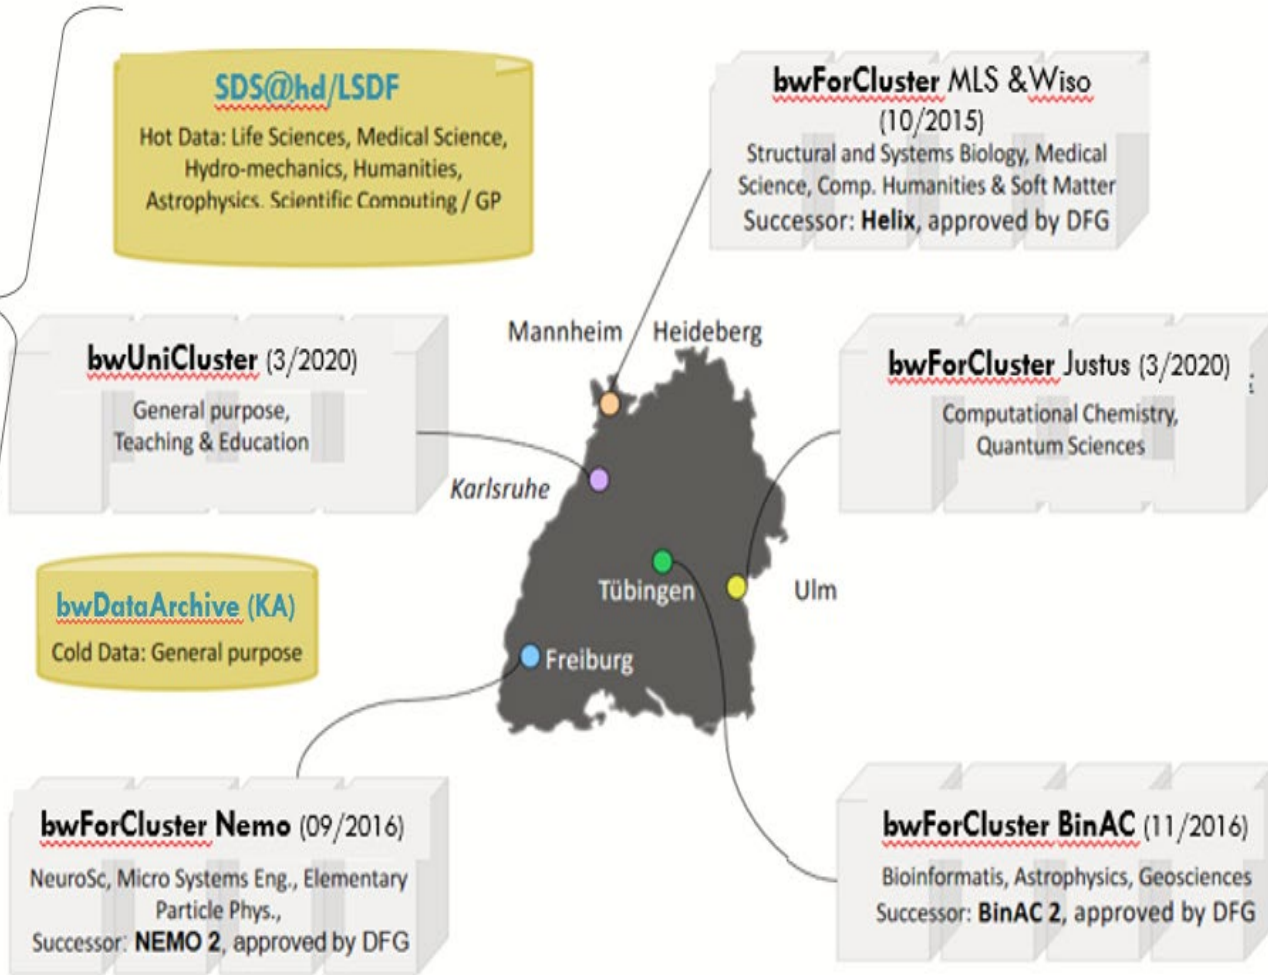 SDS@hd/LSDF
Hot Data: Life Sciences, Medical Science,
Hydro-mechanics, Humanities,
Astrophysics. Scientific Computing / GP
bwForCluster MLS &Wiso
(10/2015)
Structural and Systems Biology, Medical
Science, Comp. Humanities & Soft Matter
Successor: Helix, approved by DFG
Mannheim Heideberg
bwUniCluster (3/2020)
General purpose,
Teaching & Education
bwForCluster Justus (3/2020)
Computational Chemistry,
Quantum Sciences
Karlsruhe
Tübingen
Ulm
bwDataArchive (KA)
Cold Data: General purpose
Freiburg
bwForCluster Nemo (09/2016)
NeuroSc, Micro Systems Eng., Elementary
Particle Phys.,
Successor: NEMO 2, approved by DFG
bwForCluster BinAC (11/2016)
Bioinformatis, Astrophysics, Geosciences
Successor: BinAC 2, approved by DFG